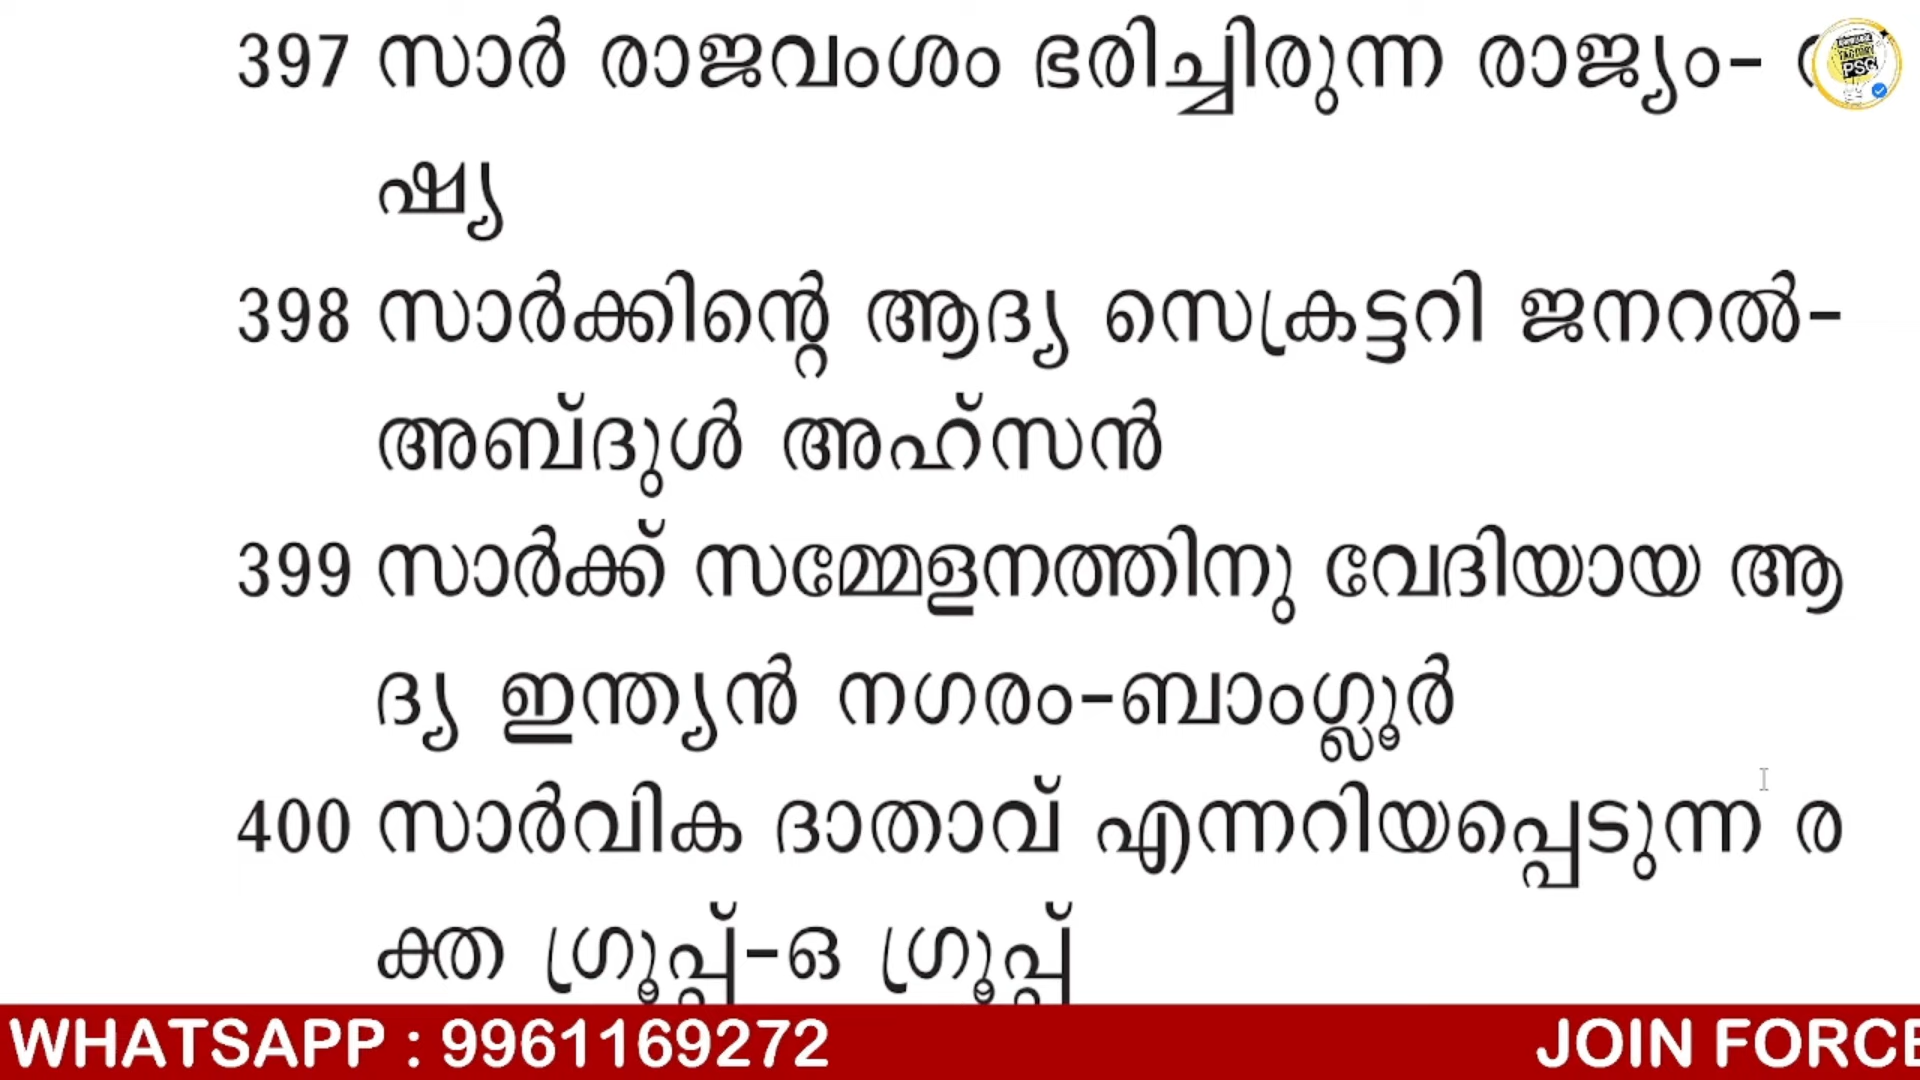 397 സാർ രാജവംശം ഭരിച്ചിരുന്ന രാജ്യം-
ഷ്യ
398 സാർക്കിന്റെ ആദ്യ സെക്രട്ടറി ജനറൽ-
അബ്ദുൾ അഹ്സൻ
399 സാർക്ക് സമ്മേളനത്തിനു വേദിയായ ആ
ദ്യ ഇന്ത്യൻ നഗരം-ബാംഗ്ലൂർ
400 സാർവിക ദാതാവ് എന്നറിയപ്പെടുന്ന ര
ക്ത ഗ്രൂപ്പ്-ഒ ഗ്രൂപ്പ്
PSC
WHATSAPP : 9961169272
JOIN FORCE